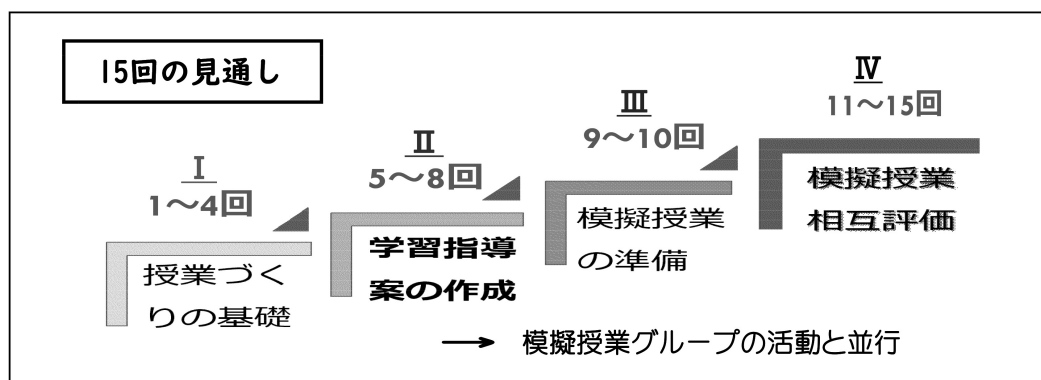 15回の見通し
Ⅰ
1～4回
授業づく
りの基礎
Ⅱ
5～8回
学習指導
案の作成
Ⅲ
9～10回
模擬授業
の準備
Ⅳ
11～15回
模擬授業
相互評価
→ 模擬授業グループの活動と並行